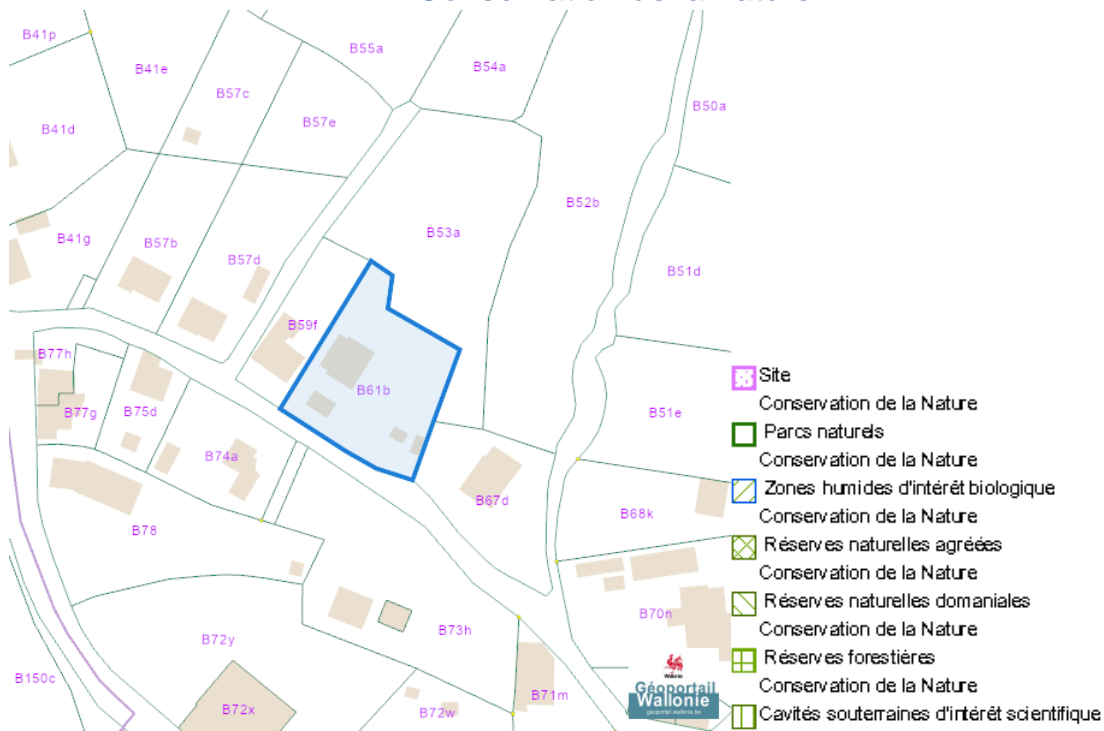 B41p
B41e
B55a
B54a
B57c
B50a
B41d
B57e
B52b
B53a
B41g
B57b
B57d
B51d
B59f
B77h
B61b
B77g
B75d
B51e
B74a
B67d
B68k
B78
B70n
B72y
B73h
B150c
B72x
B72w
B71m
Wallonie
Géoportail
Wallonie
geoportail.wallonie.be
Site
Conservation de la Nature
Parcs naturels
Conservation de la Nature
Zones humides d'intérêt biologique
Conservation de la Nature
Réserves naturelles agréées
Conservation de la Nature
Réserves naturelles domaniales
Conservation de la Nature
Réserves forestières
Conservation de la Nature
Cavités souterraines d'intérêt scientifique